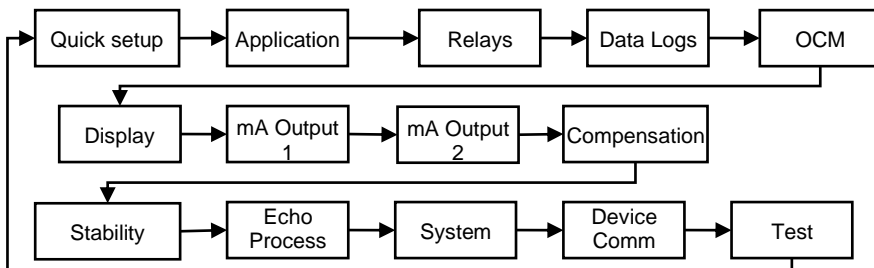 Quick setup
Application
Relays
Data Logs
OCM
Display
mA Output
1
mA Output
2
Compensation
Stability
Echo
Process
System
Device
Comm
Test